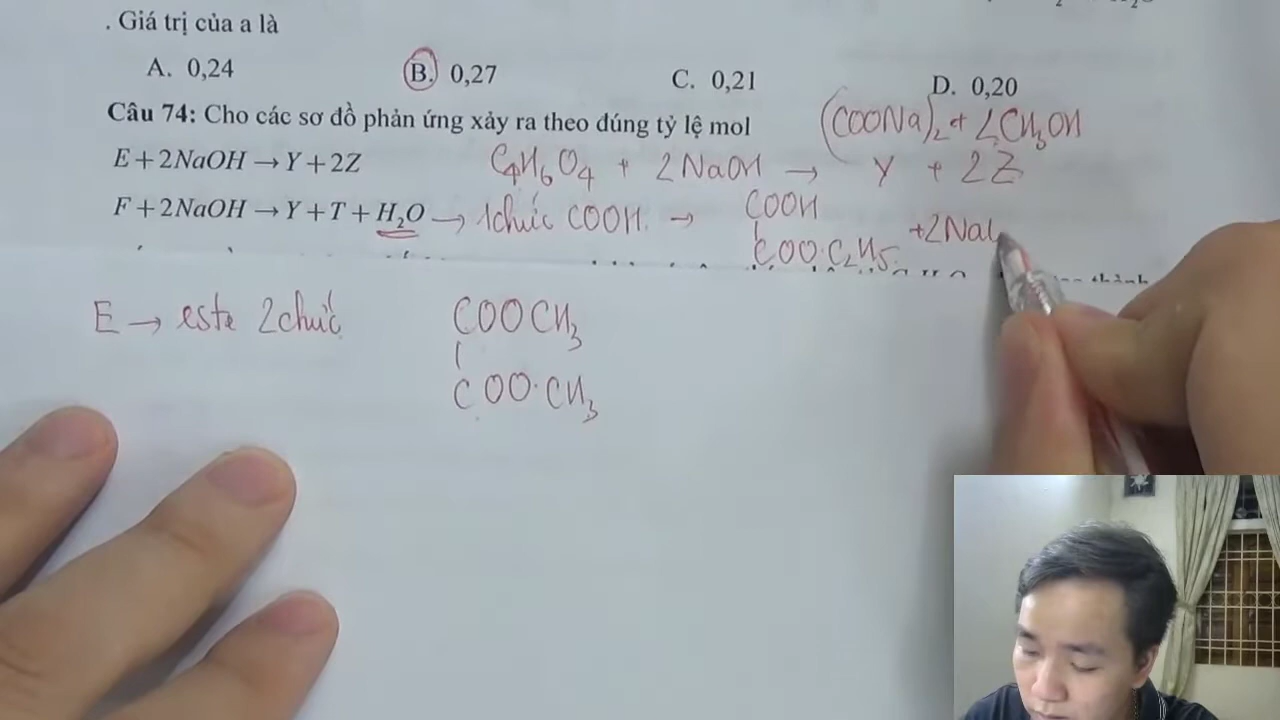 . Giá trị của a là
A. 0,24 B. 0,27 C. 0,21 D. 0,20
Câu 74: Cho các sơ đồ phản ứng xảy ra theo đúng tỷ lệ mol
(COONa)₂ + 2CH₃OH
E + 2NaOH → Y + 2Z C₄H₆O₄ + 2NaOH → Y + 2Z
F + 2NaOH → Y + T + H₂O → 1chức COOH. → COOH
COO·C₂H₅. +2Na
E → este 2chức COOCH₃
COO·CH₃